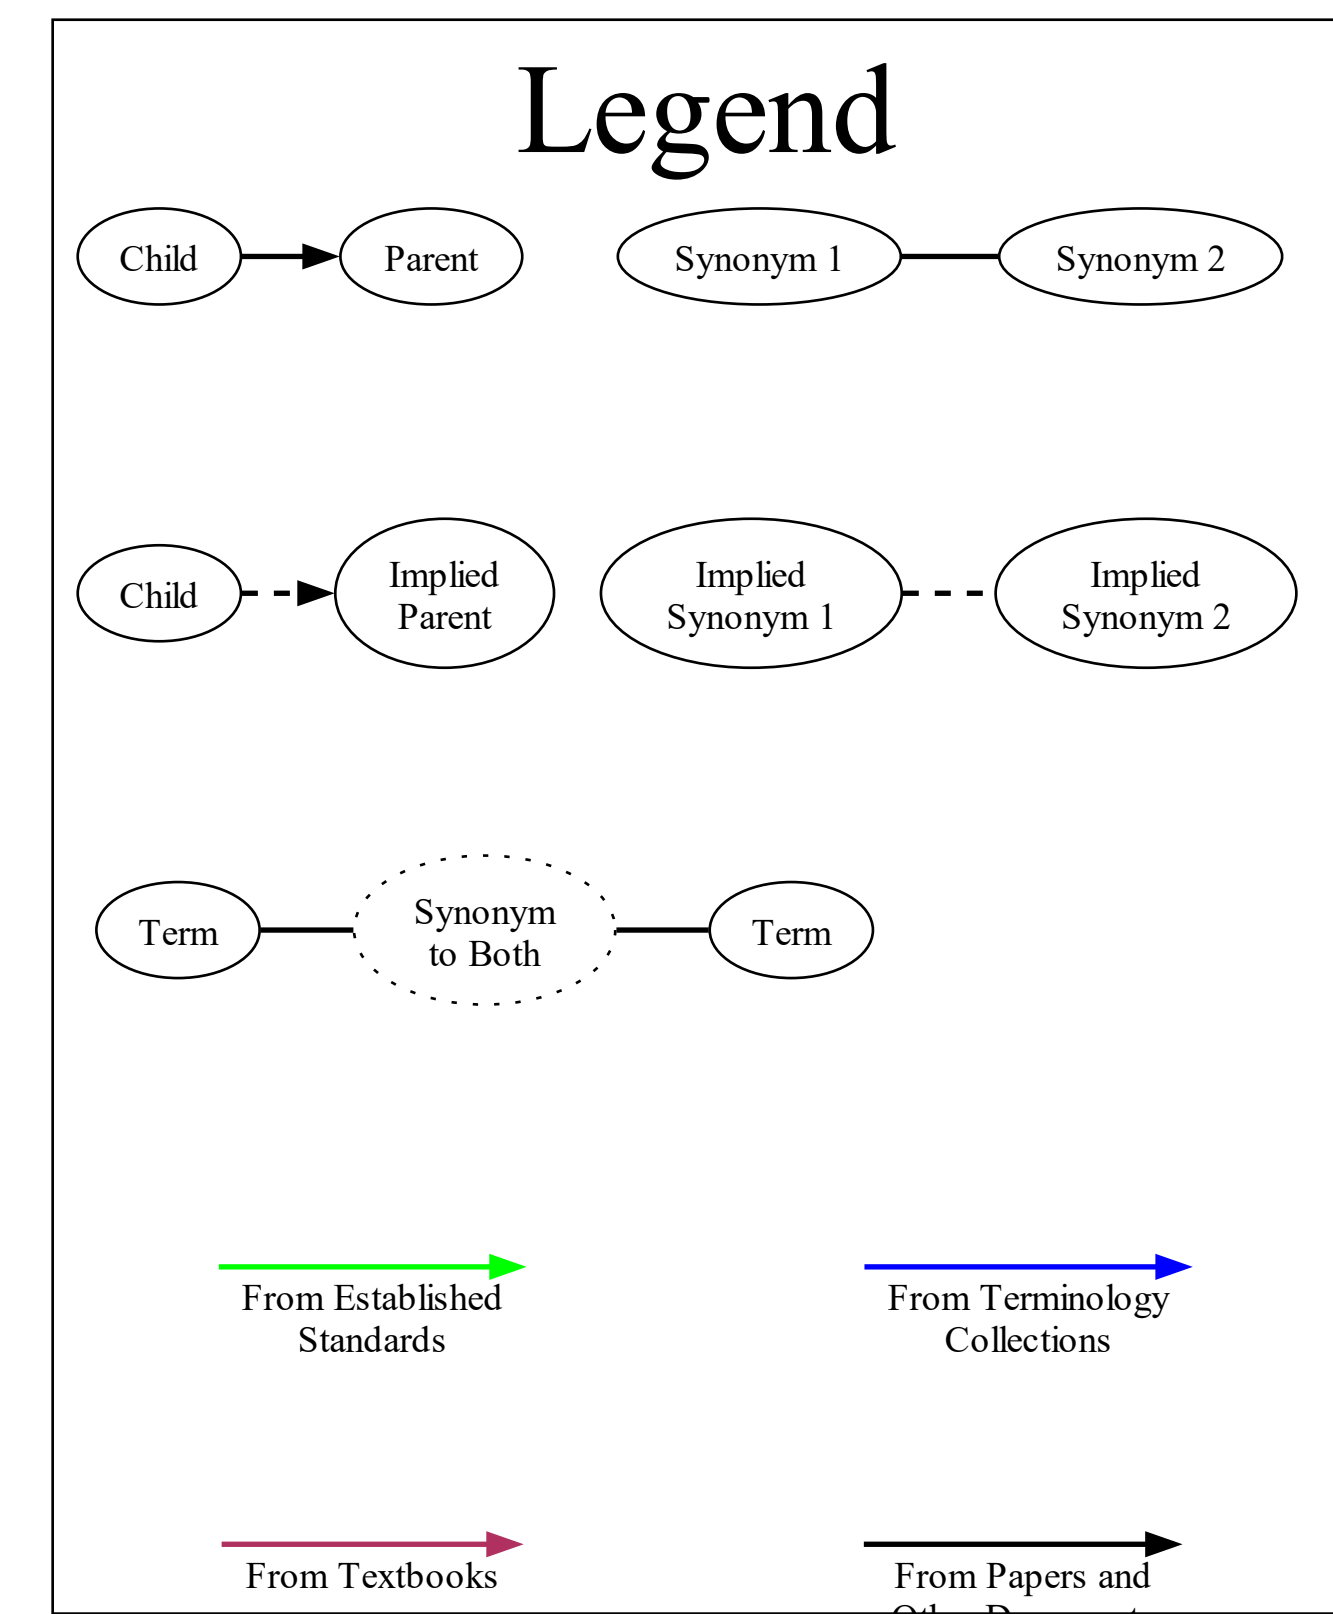 Legend
Child
Parent
Synonym 1
Synonym 2
Child
Implied
Parent
Implied
Synonym 1
Implied
Synonym 2
Term
Synonym
to Both
Term
From Established
Standards
From Terminology
Collections
From Textbooks
From Papers and